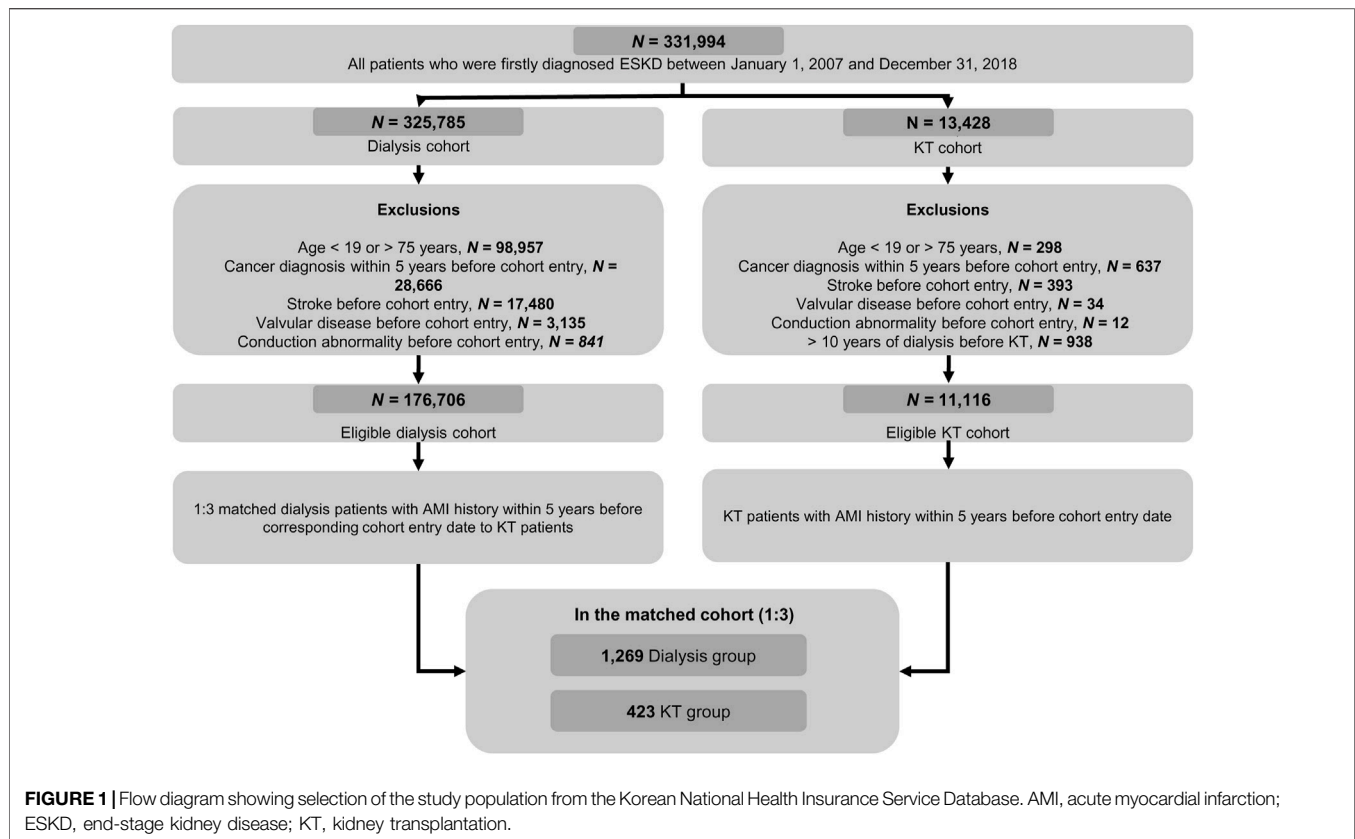 N = 331,994
All patients who were firstly diagnosed ESKD between January 1, 2007 and December 31, 2018
N = 325,785
Dialysis cohort
N = 13,428
KT cohort
Exclusions
Age < 19 or > 75 years, N = 98,957
Cancer diagnosis within 5 years before cohort entry, N =
28,666
Stroke before cohort entry, N = 17,480
Valvular disease before cohort entry, N = 3,135
Conduction abnormality before cohort entry, N = 841
Exclusions
Age < 19 or > 75 years, N = 298
Cancer diagnosis within 5 years before cohort entry, N = 637
Stroke before cohort entry, N = 393
Valvular disease before cohort entry, N = 34
Conduction abnormality before cohort entry, N = 12
> 10 years of dialysis before KT, N = 938
N = 176,706
Eligible dialysis cohort
N = 11,116
Eligible KT cohort
1:3 matched dialysis patients with AMI history within 5 years before
corresponding cohort entry date to KT patients
KT patients with AMI history within 5 years before cohort entry date
In the matched cohort (1:3)
1,269 Dialysis group
423 KT group
FIGURE 1 | Flow diagram showing selection of the study population from the Korean National Health Insurance Service Database. AMI, acute myocardial infarction;
ESKD, end-stage kidney disease; KT, kidney transplantation.